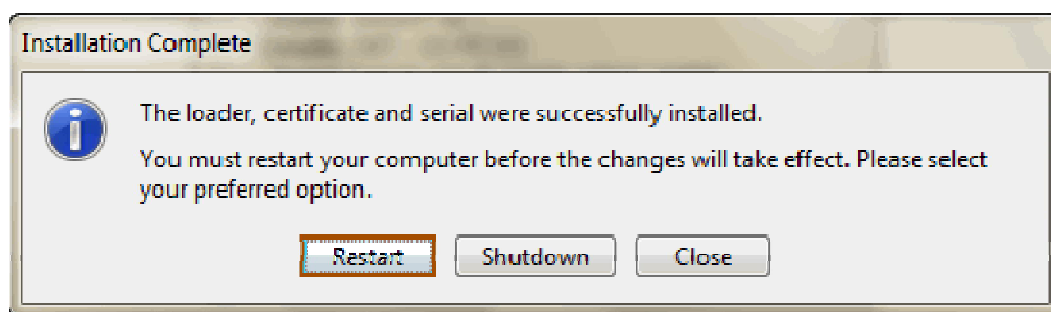 Installation Complete
The loader, certificate and serial were successfully installed.
You must restart your computer before the changes will take effect. Please select
your preferred option.
Restart
Shutdown
Close